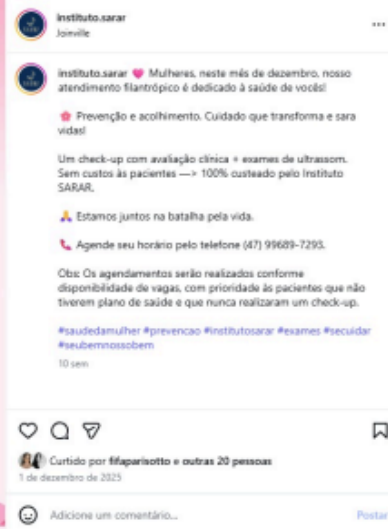 instituto.sarar
Joinville
instituto.sarar 💗 Mulheres, neste mês de dezembro, nosso
atendimento filantrópico é dedicado à saúde de vocês!
🌸 Prevenção e acolhimento. Cuidado que transforma e sara
vidas!
Um check-up com avaliação clínica + exames de ultrassom.
Sem custos às pacientes —> 100% custeado pelo Instituto
SARAR.
🙏 Estamos juntos na batalha pela vida.
📞 Agende seu horário pelo telefone (47) 99689-7293.
Obs: Os agendamentos serão realizados conforme
disponibilidade de vagas, com prioridade às pacientes que não
tiverem plano de saúde e que nunca realizaram um check-up.
#saudedamulher #prevencao #institutosarar #exames #secuidar
#seubemnossobem
10 sem
Curtido por fifaparisotto e outras 20 pessoas
1 de dezembro de 2025
Adicione um comentário...
Postar